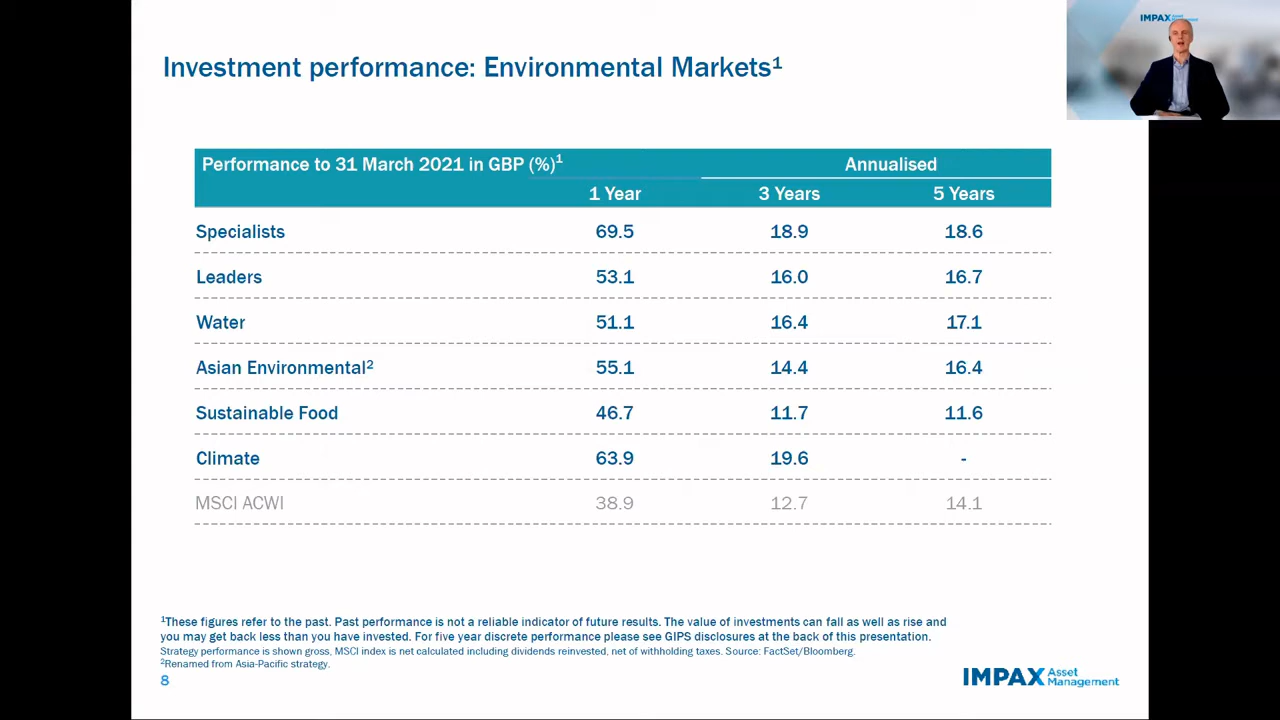 IMPAX Asset
Investment performance: Environmental Markets¹
Performance to 31 March 2021 in GBP (%)¹ Annualised
1 Year 3 Years 5 Years
Specialists 69.5 18.9 18.6
Leaders 53.1 16.0 16.7
Water 51.1 16.4 17.1
Asian Environmental² 55.1 14.4 16.4
Sustainable Food 46.7 11.7 11.6
Climate 63.9 19.6 -
MSCI ACWI 38.9 12.7 14.1
¹These figures refer to the past. Past performance is not a reliable indicator of future results. The value of investments can fall as well as rise and
you may get back less than you have invested. For five year discrete performance please see GIPS disclosures at the back of this presentation.
Strategy performance is shown gross, MSCI index is net calculated including dividends reinvested, net of withholding taxes. Source: FactSet/Bloomberg.
²Renamed from Asia-Pacific strategy.
8
IMPAX Asset
Management